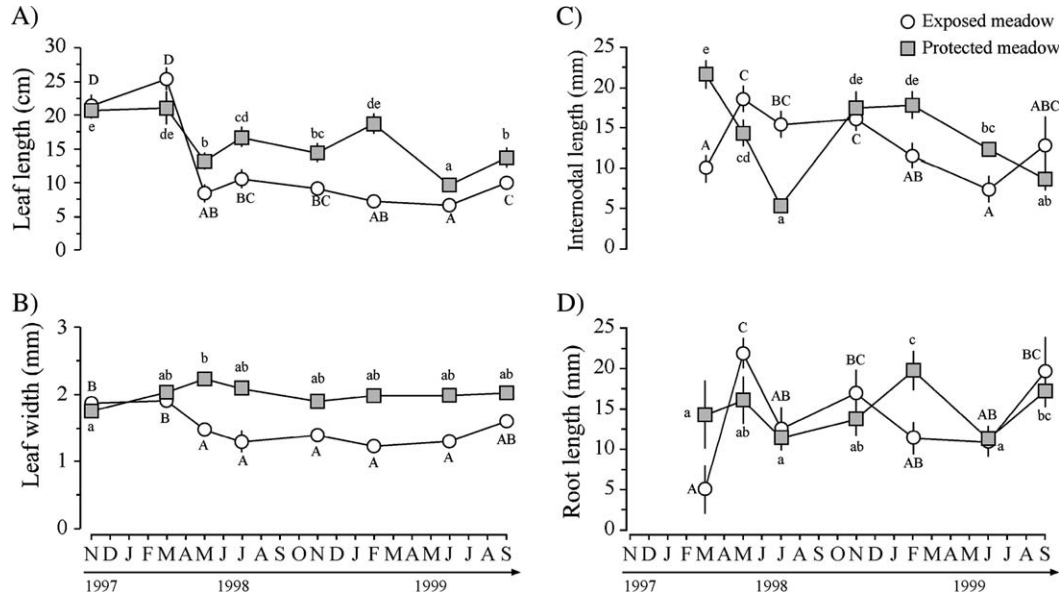 A)
D
D
e
de
b
cd
bc
de
a
b
AB
BC
BC
AB
A
C
Leaf length (cm)
30
25
20
15
10
5
0
C)
Exposed meadow
Protected meadow
e
A
C
cd
BC
a
de
C
de
AB
bc
A
ABC
ab
Internodal length (mm)
25
20
15
10
5
0
B)
B
a
ab
B
b
A
ab
A
ab
A
ab
A
ab
A
ab
AB
Leaf width (mm)
3
2
1
0
N D J F M A M J J A S O N D J F M A M J J A S
1997 1998 1999
D)
a
A
C
ab
AB
a
BC
ab
c
AB
AB
a
BC
bc
Root length (mm)
25
20
15
10
5
0
N D J F M A M J J A S O N D J F M A M J J A S
1997 1998 1999